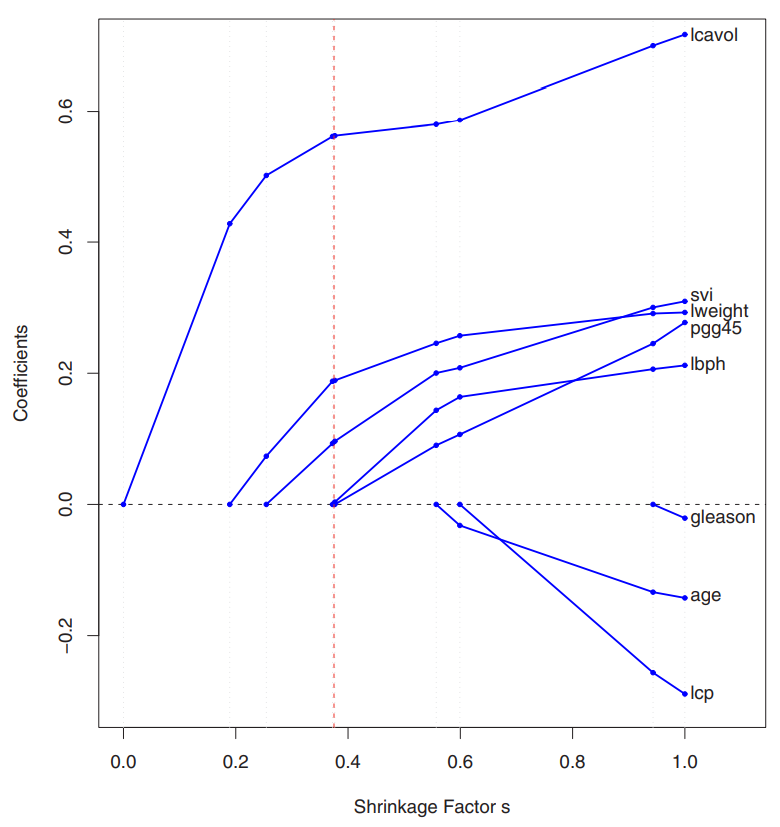 lcavol
0.6
0.4
svi
lweight
pgg45
lbph
0.2
Coefficients
0.0
gleason
age
−0.2
lcp
0.0 0.2 0.4 0.6 0.8 1.0
Shrinkage Factor s